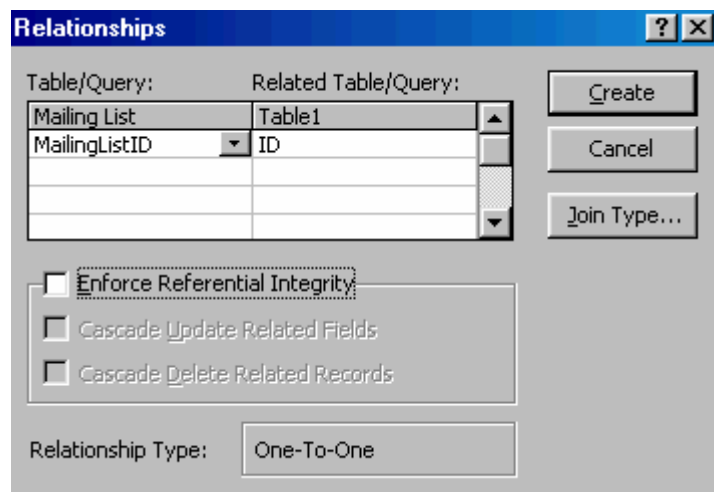 Relationships
Table/Query: Related Table/Query:
Create
Mailing List Table1
MailingListID ID
Cancel
Join Type...
Enforce Referential Integrity
Cascade Update Related Fields
Cascade Delete Related Records
Relationship Type: One-To-One